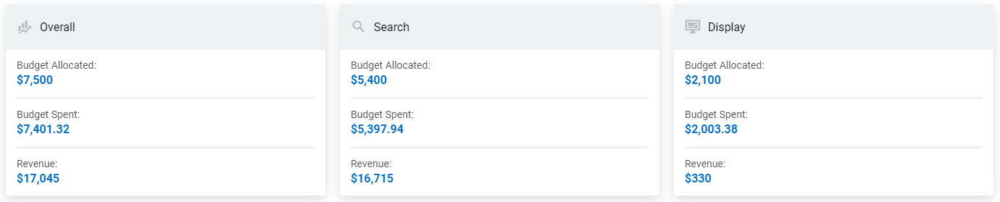 Overall
Budget Allocated:
$7,500
Budget Spent:
$7,401.32
Revenue:
$17,045
Search
Budget Allocated:
$5,400
Budget Spent:
$5,397.94
Revenue:
$16,715
Display
Budget Allocated:
$2,100
Budget Spent:
$2,003.38
Revenue:
$330